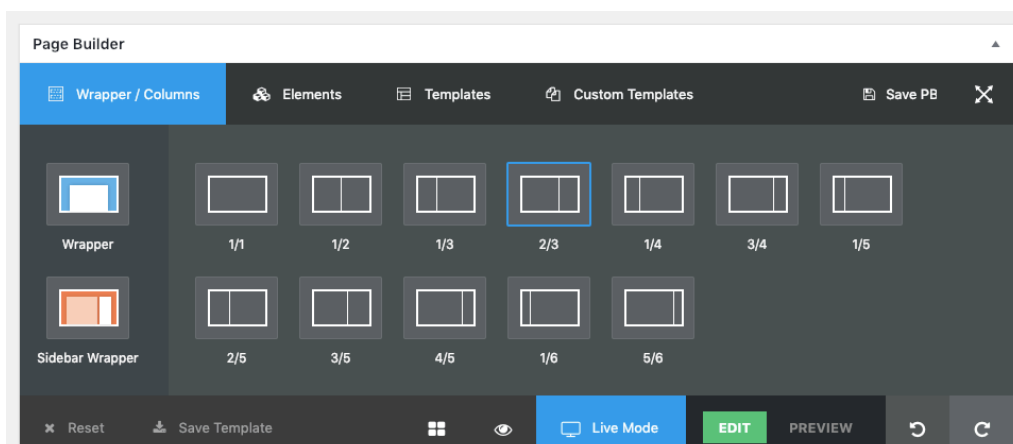 Page Builder
Wrapper / Columns Elements Templates Custom Templates Save PB
Wrapper 1/1 1/2 1/3 2/3 1/4 3/4 1/5
Sidebar Wrapper 2/5 3/5 4/5 1/6 5/6
Reset Save Template Live Mode EDIT PREVIEW